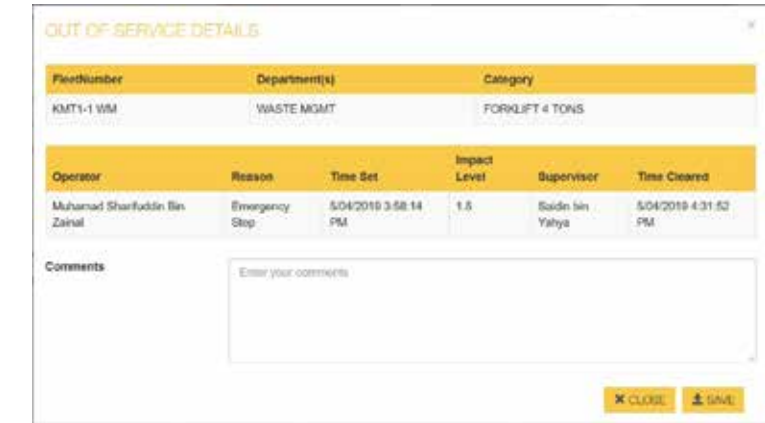 OUT OF SERVICE DETAILS
×
FleetNumber Department(s) Category
KMT1-1 WM WASTE MGMT FORKLIFT 4 TONS
Impact
Operator Reason Time Set Level Supervisor Time Cleared
Muhamad Sharifuddin Bin Emergency 5/04/2019 3:58:14 1.5 Saidin bin 5/04/2019 4:31:52
Zainal Stop PM Yahya PM
Comments Enter your comments
CLOSE SAVE